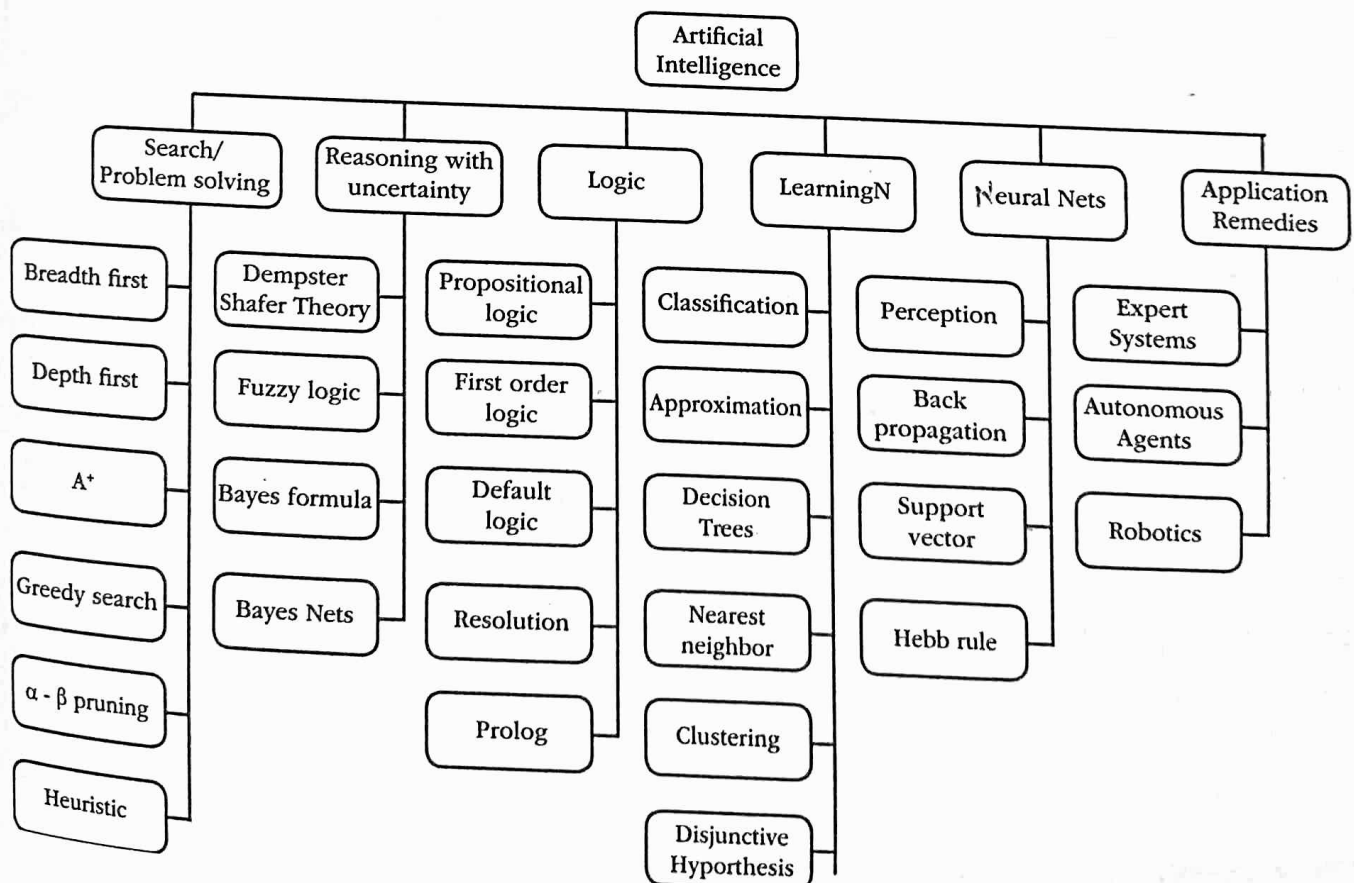 Artificial
Intelligence
Search/
Problem solving
Breadth first
Depth first
A⁺
Greedy search
α - β pruning
Heuristic
Reasoning with
uncertainty
Dempster
Shafer Theory
Fuzzy logic
Bayes formula
Bayes Nets
Logic
Propositional
logic
First order
logic
Default
logic
Resolution
Prolog
LearningN
Classification
Approximation
Decision
Trees
Nearest
neighbor
Clustering
Disjunctive
Hyporthesis
Neural Nets
Perception
Back
propagation
Support
vector
Hebb rule
Application
Remedies
Expert
Systems
Autonomous
Agents
Robotics